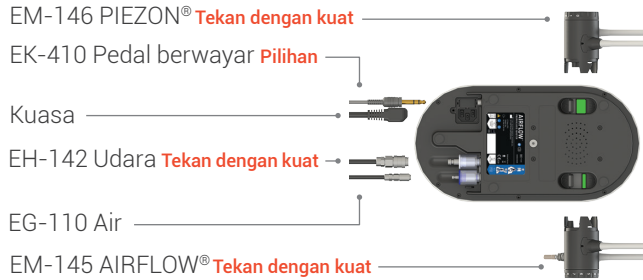 EM-146 PIEZON® Tekan dengan kuat
EK-410 Pedal berwayar Pilihan
Kuasa
EH-142 Udara Tekan dengan kuat
EG-110 Air
EM-145 AIRFLOW® Tekan dengan kuat
AIRFLOW